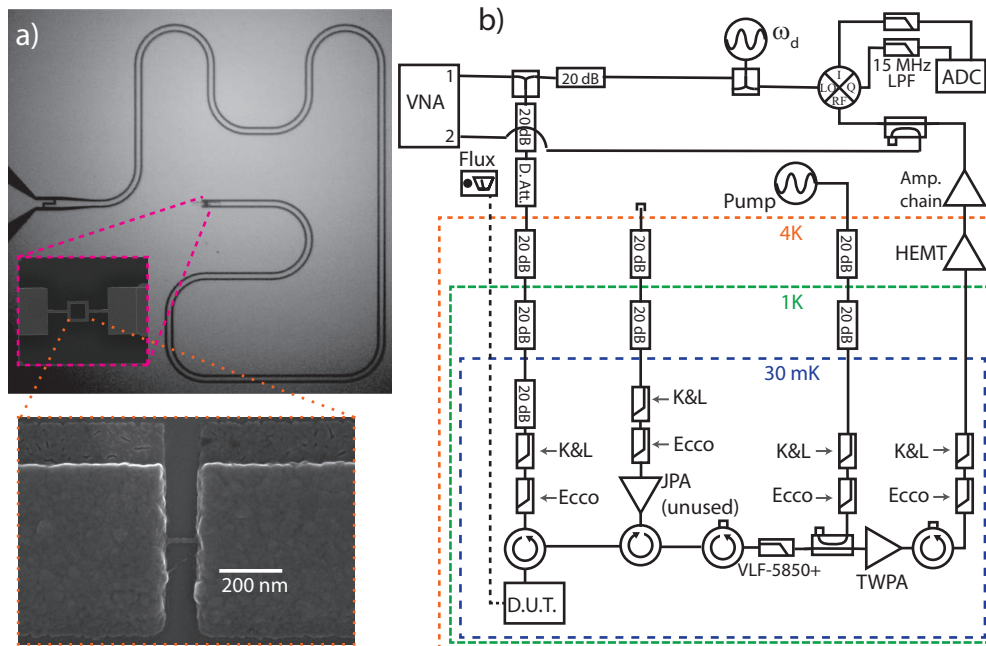 a)
200 nm
b)
VNA
1
2
20 dB
ωd
I
LO
Q
RF
15 MHz
LPF
ADC
20 dB
D. Att.
Flux
Pump
Amp.
chain
4K
HEMT
20 dB
20 dB
20 dB
1K
20 dB
20 dB
20 dB
30 mK
20 dB
K&L
Ecco
K&L
Ecco
JPA
(unused)
K&L
Ecco
K&L
Ecco
VLF-5850+
TWPA
D.U.T.